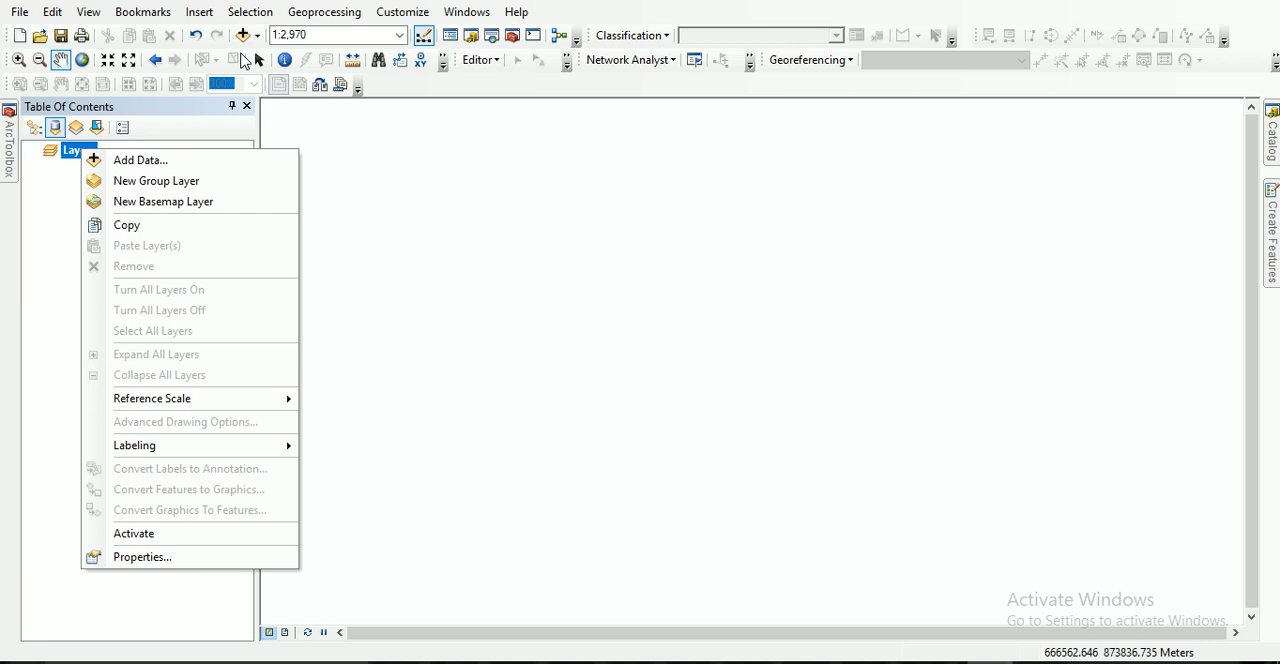 File Edit View Bookmarks Insert Selection Geoprocessing Customize Windows Help
1:2,970 Classification
Editor Network Analyst Georeferencing
100%
Table Of Contents
ArcToolbox
Catalog
Create Features
Lay
Add Data...
New Group Layer
New Basemap Layer
Copy
Paste Layer(s)
Remove
Turn All Layers On
Turn All Layers Off
Select All Layers
Expand All Layers
Collapse All Layers
Reference Scale
Advanced Drawing Options...
Labeling
Convert Labels to Annotation...
Convert Features to Graphics...
Convert Graphics To Features...
Activate
Properties...
Activate Windows
Go to Settings to activate Windows.
666562.646 873836.735 Meters